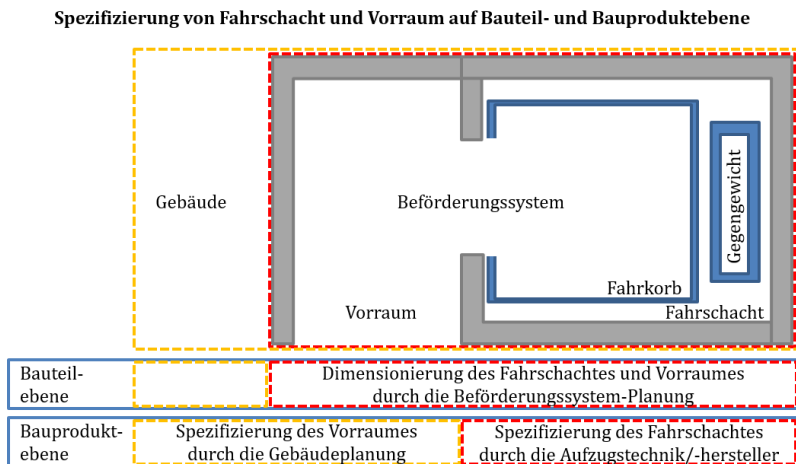 Spezifizierung von Fahrschacht und Vorraum auf Bauteil- und Bauproduktebene
Gebäude
Beförderungssystem
Gegengewicht
Fahrkorb
Vorraum
Fahrschacht
Bauteil-
ebene
Dimensionierung des Fahrschachtes und Vorraumes
durch die Beförderungssystem-Planung
Bauprodukt-
ebene
Spezifizierung des Vorraumes
durch die Gebäudeplanung
Spezifizierung des Fahrschachtes
durch die Aufzugstechnik/-hersteller